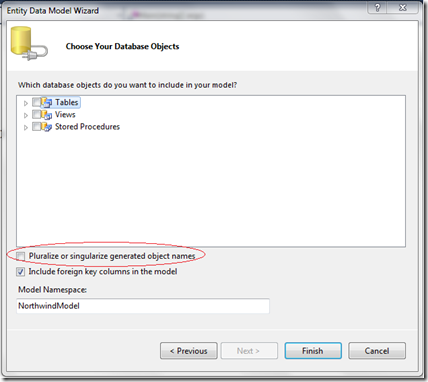 Entity Data Model Wizard
Choose Your Database Objects
Which database objects do you want to include in your model?
Tables
Views
Stored Procedures
Pluralize or singularize generated object names
Include foreign key columns in the model
Model Namespace:
NorthwindModel
< Previous
Next >
Finish
Cancel